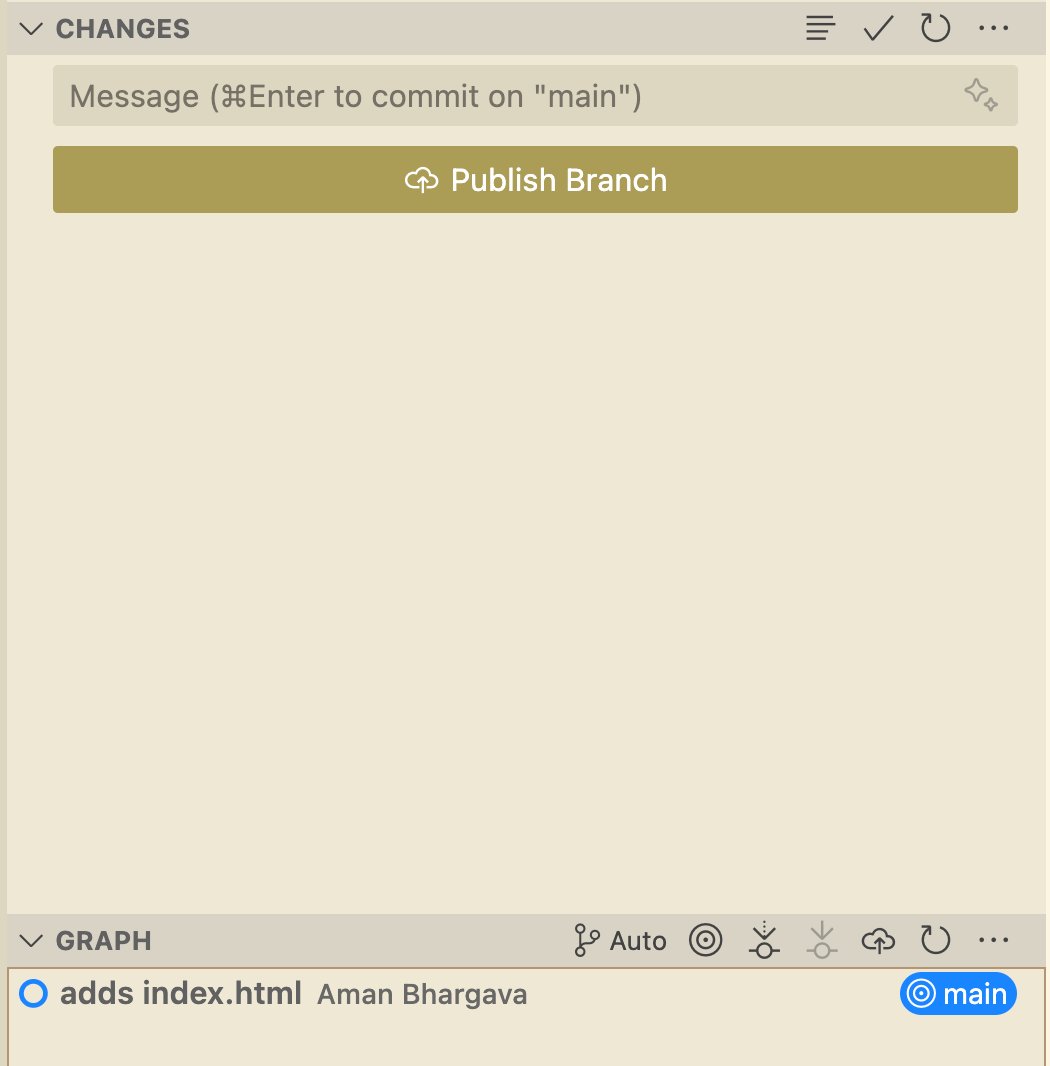 CHANGES
Message (⌘Enter to commit on "main")
Publish Branch
GRAPH Auto
adds index.html Aman Bhargava main